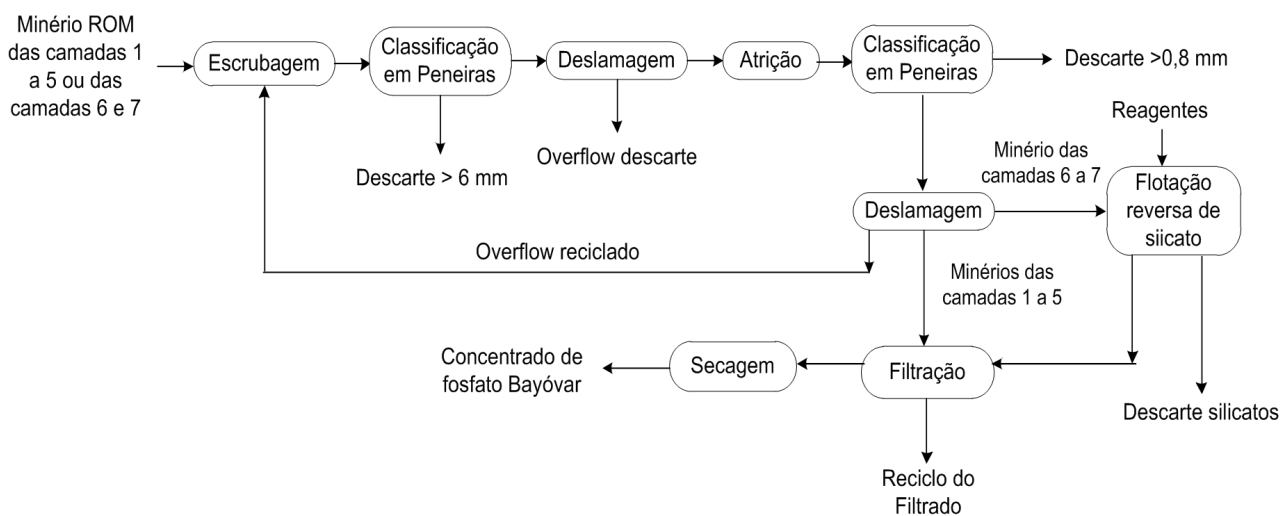 Minério ROM
das camadas 1
a 5 ou das
camadas 6 e 7
Escrubagem
Classificação
em Peneiras
Deslamagem
Atrição
Classificação
em Peneiras
Descarte >0,8 mm
Reagentes
Overflow descarte
Descarte > 6 mm
Minério das
camadas 6 a 7
Flotação
reversa de
siicato
Deslamagem
Overflow reciclado
Minérios das
camadas 1 a 5
Concentrado de
fosfato Bayóvar
Secagem
Filtração
Descarte silicatos
Reciclo do
Filtrado